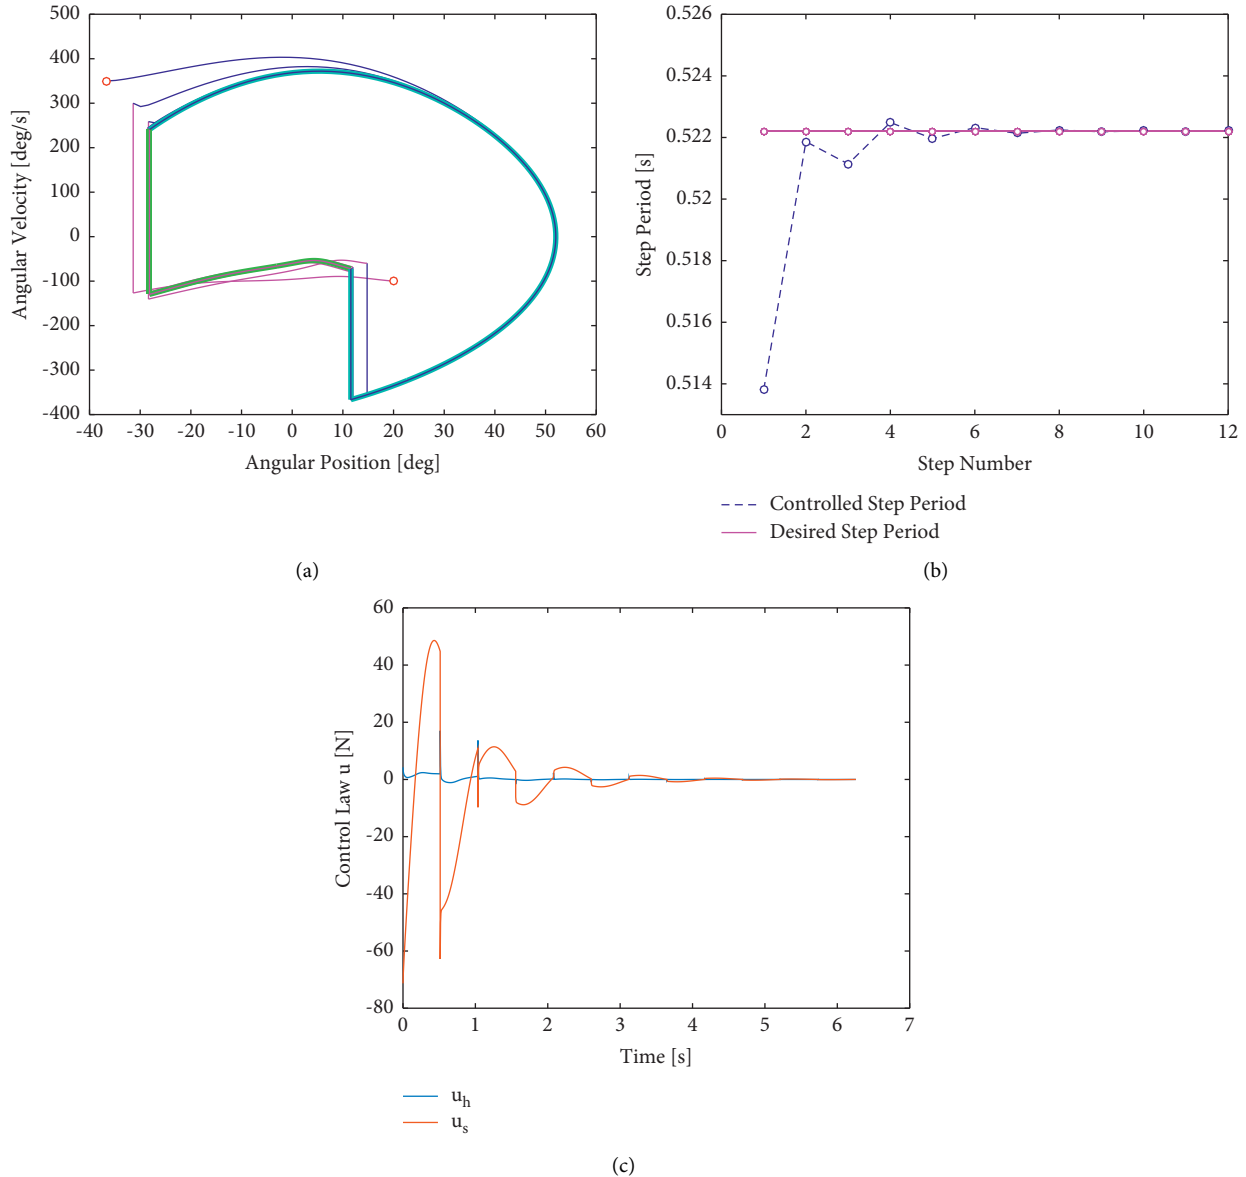 500
400
300
200
100
0
-100
-200
-300
-400
Angular Velocity [deg/s]
-40 -30 -20 -10 0 10 20 30 40 50 60
Angular Position [deg]
(a)
0.526
0.524
0.522
0.52
0.518
0.516
0.514
Step Period [s]
0 2 4 6 8 10 12
Step Number
Controlled Step Period
Desired Step Period
(b)
60
40
20
0
-20
-40
-60
-80
Control Law u [N]
0 1 2 3 4 5 6 7
Time [s]
u_h
u_s
(c)